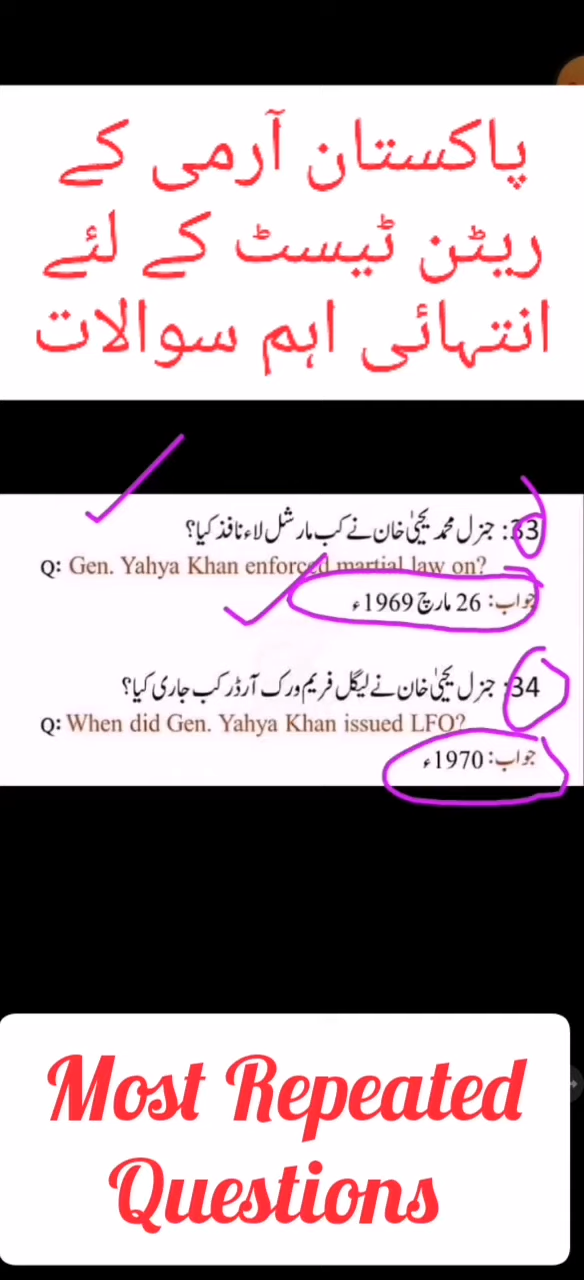 پاکستان آرمی کے
ریٹن ٹیسٹ کے لئے
انتہائی اہم سوالات
33: جنرل محمد یحییٰ خان نے کب مارشل لاء نافذ کیا؟
Q: Gen. Yahya Khan enforced martial law on?
جواب: 26 مارچ 1969ء
34: جنرل یحییٰ خان نے لیگل فریم ورک آرڈر کب جاری کیا؟
Q: When did Gen. Yahya Khan issued LFO?
جواب: 1970ء
Most Repeated
Questions